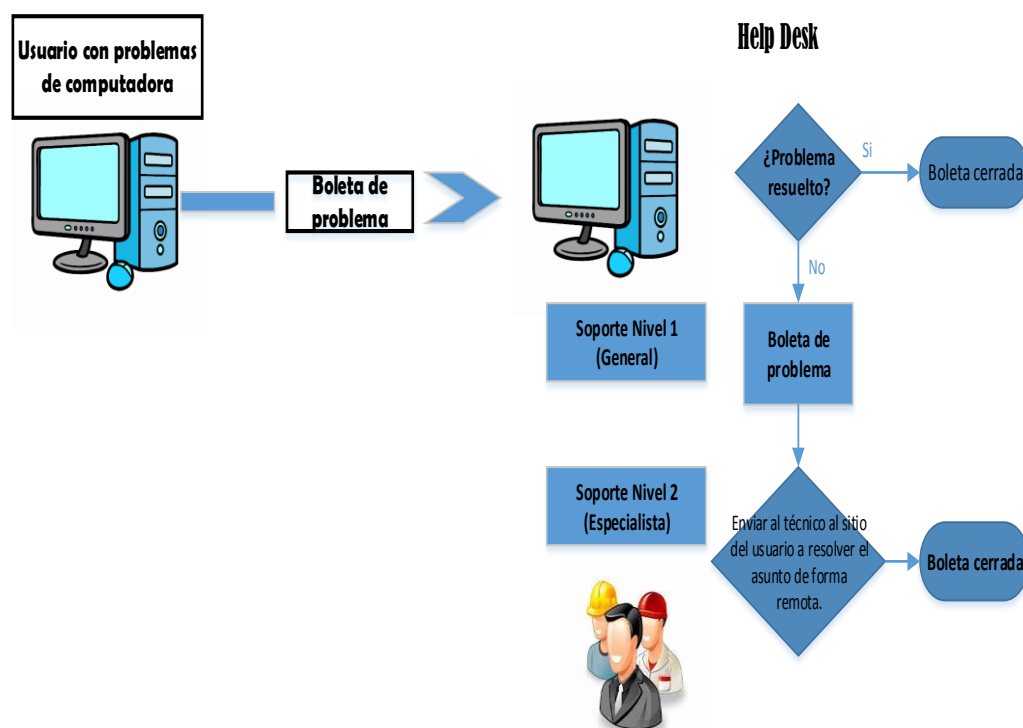 Usuario con problemas
de computadora
Help Desk
Boleta de
problema
¿Problema
resuelto?
Si
Boleta cerrada
No
Soporte Nivel 1
(General)
Boleta de
problema
Soporte Nivel 2
(Especialista)
Enviar al técnico al sitio
del usuario a resolver el
asunto de forma
remota.
Boleta cerrada